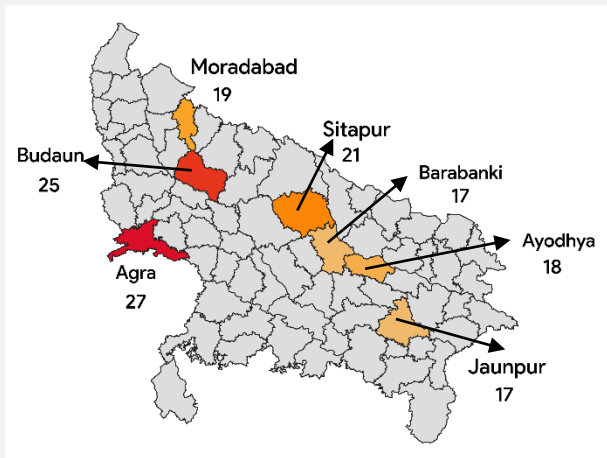 Moradabad
19
Sitapur
21
Budaun
25
Barabanki
17
Ayodhya
18
Agra
27
Jaunpur
17